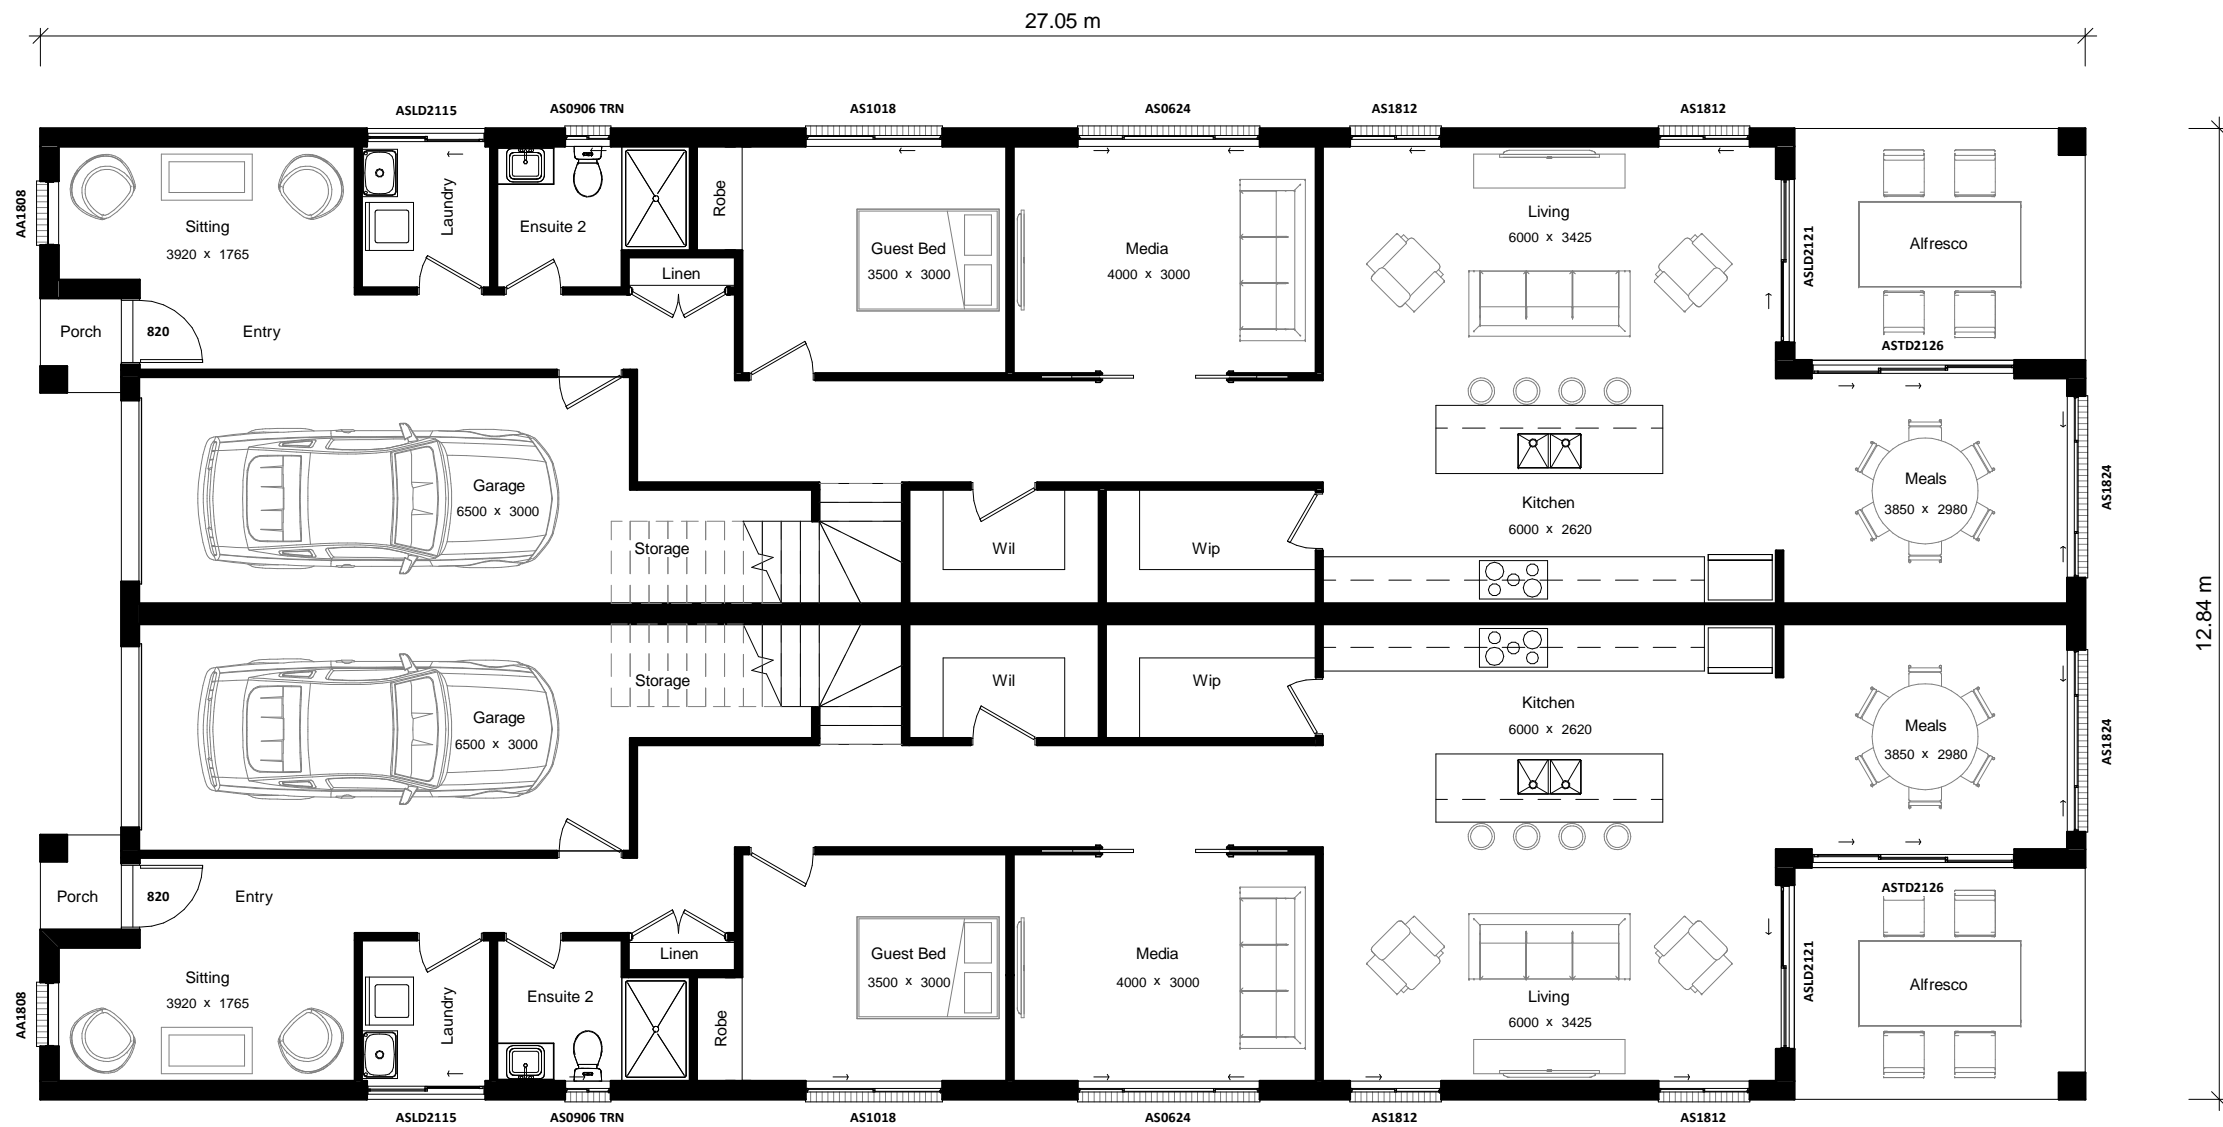 27.05 m
ASLD2115
AS0906 TRN
AS1018
AS0624
AS1812
AS1812
AA1808
Sitting
3920 x 1765
Laundry
Ensuite 2
Robe
Linen
Guest Bed
3500 x 3000
Media
4000 x 3000
Living
6000 x 3425
ASLD2121
Alfresco
ASTD2126
Porch
820
Entry
Garage
6500 x 3000
Storage
Wil
Wip
Kitchen
6000 x 2620
Meals
3850 x 2980
AS1824
12.84 m
Garage
6500 x 3000
Storage
Wil
Wip
Kitchen
6000 x 2620
Meals
3850 x 2980
AS1824
Porch
820
Entry
ASTD2126
Sitting
3920 x 1765
AA1808
Laundry
Ensuite 2
Linen
Robe
Guest Bed
3500 x 3000
Media
4000 x 3000
Living
6000 x 3425
ASLD2121
Alfresco
ASLD2115
AS0906 TRN
AS1018
AS0624
AS1812
AS1812